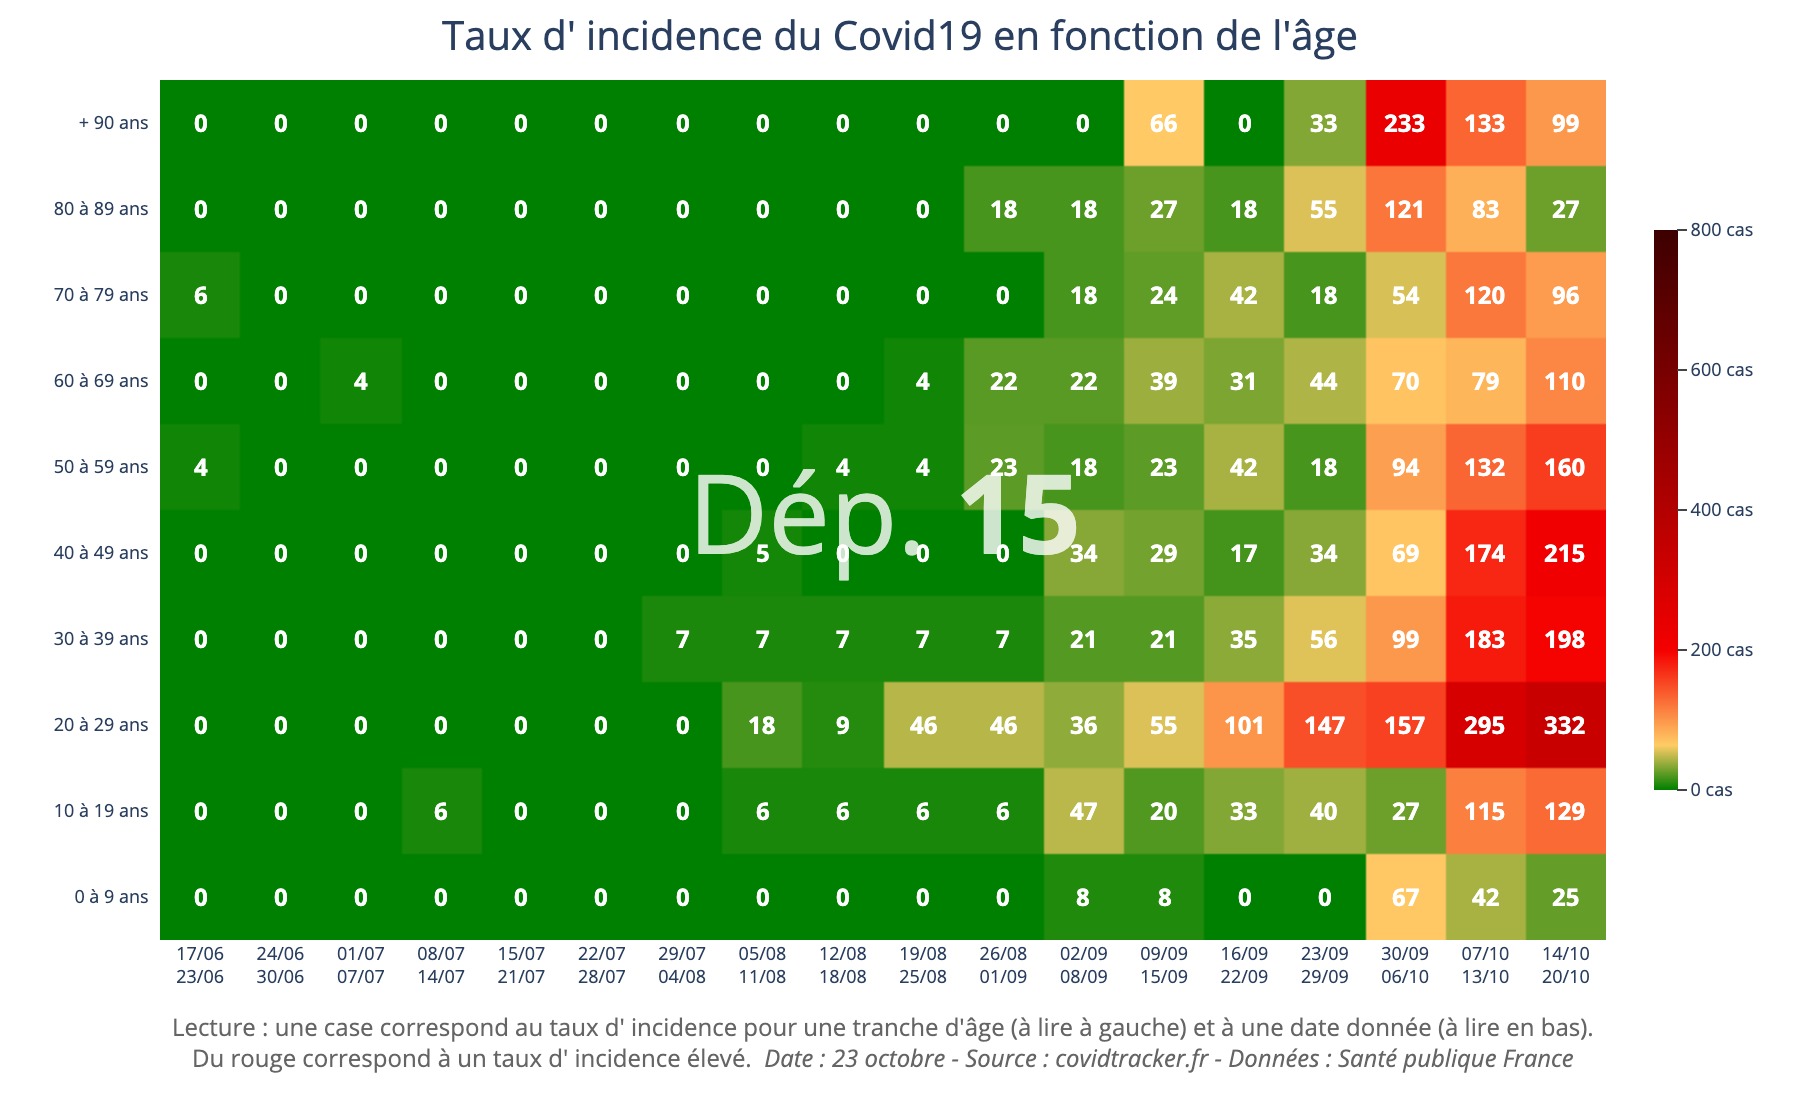 Taux d' incidence du Covid19 en fonction de l'âge
+ 90 ans 0 0 0 0 0 0 0 0 0 0 0 0 66 0 33 233 133 99
80 à 89 ans 0 0 0 0 0 0 0 0 0 0 18 18 27 18 55 121 83 27
800 cas
70 à 79 ans 6 0 0 0 0 0 0 0 0 0 0 18 24 42 18 54 120 96
60 à 69 ans 0 0 4 0 0 0 0 0 0 4 22 22 39 31 44 70 79 110
600 cas
50 à 59 ans 4 0 0 0 0 0 0 0 4 4 23 18 23 42 18 94 132 160
Dép. 15
400 cas
40 à 49 ans 0 0 0 0 0 0 0 5 0 0 0 34 29 17 34 69 174 215
30 à 39 ans 0 0 0 0 0 0 7 7 7 7 7 21 21 35 56 99 183 198
200 cas
20 à 29 ans 0 0 0 0 0 0 0 18 9 46 46 36 55 101 147 157 295 332
0 cas
10 à 19 ans 0 0 0 6 0 0 0 6 6 6 6 47 20 33 40 27 115 129
0 à 9 ans 0 0 0 0 0 0 0 0 0 0 0 8 8 0 0 67 42 25
17/06 24/06 01/07 08/07 15/07 22/07 29/07 05/08 12/08 19/08 26/08 02/09 09/09 16/09 23/09 30/09 07/10 14/10
23/06 30/06 07/07 14/07 21/07 28/07 04/08 11/08 18/08 25/08 01/09 08/09 15/09 22/09 29/09 06/10 13/10 20/10
Lecture : une case correspond au taux d' incidence pour une tranche d'âge (à lire à gauche) et à une date donnée (à lire en bas).
Du rouge correspond à un taux d' incidence élevé. Date : 23 octobre - Source : covidtracker.fr - Données : Santé publique France